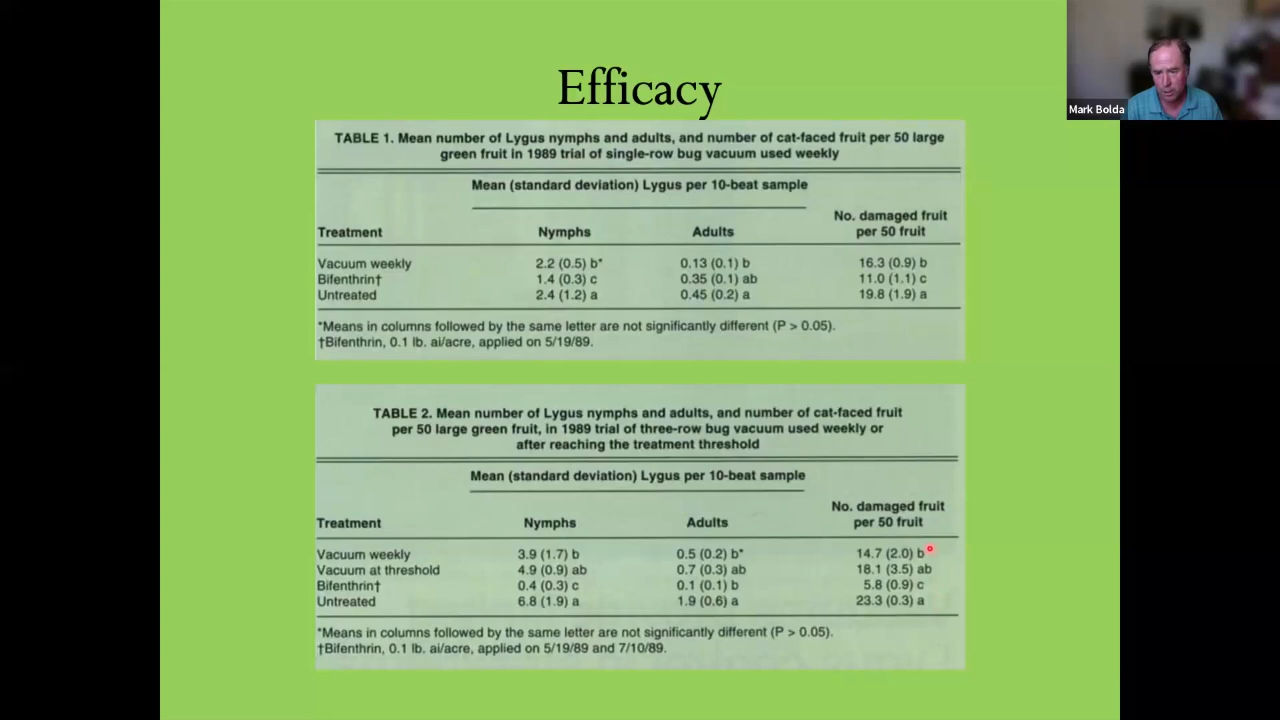 Efficacy
Mark Bolda
TABLE 1. Mean number of Lygus nymphs and adults, and number of cat-faced fruit per 50 large
green fruit in 1989 trial of single-row bug vacuum used weekly
Mean (standard deviation) Lygus per 10-beat sample
No. damaged fruit
Treatment Nymphs Adults per 50 fruit
Vacuum weekly 2.2 (0.5) b* 0.13 (0.1) b 16.3 (0.9) b
Bifenthrin† 1.4 (0.3) c 0.35 (0.1) ab 11.0 (1.1) c
Untreated 2.4 (1.2) a 0.45 (0.2) a 19.8 (1.9) a
*Means in columns followed by the same letter are not significantly different (P > 0.05).
†Bifenthrin, 0.1 lb. ai/acre, applied on 5/19/89.
TABLE 2. Mean number of Lygus nymphs and adults, and number of cat-faced fruit
per 50 large green fruit, in 1989 trial of three-row bug vacuum used weekly or
after reaching the treatment threshold
Mean (standard deviation) Lygus per 10-beat sample
No. damaged fruit
Treatment Nymphs Adults per 50 fruit
Vacuum weekly 3.9 (1.7) b 0.5 (0.2) b* 14.7 (2.0) b
Vacuum at threshold 4.9 (0.9) ab 0.7 (0.3) ab 18.1 (3.5) ab
Bifenthrin† 0.4 (0.3) c 0.1 (0.1) b 5.8 (0.9) c
Untreated 6.8 (1.9) a 1.9 (0.6) a 23.3 (0.3) a
*Means in columns followed by the same letter are not significantly different (P > 0.05).
†Bifenthrin, 0.1 lb. ai/acre, applied on 5/19/89 and 7/10/89.